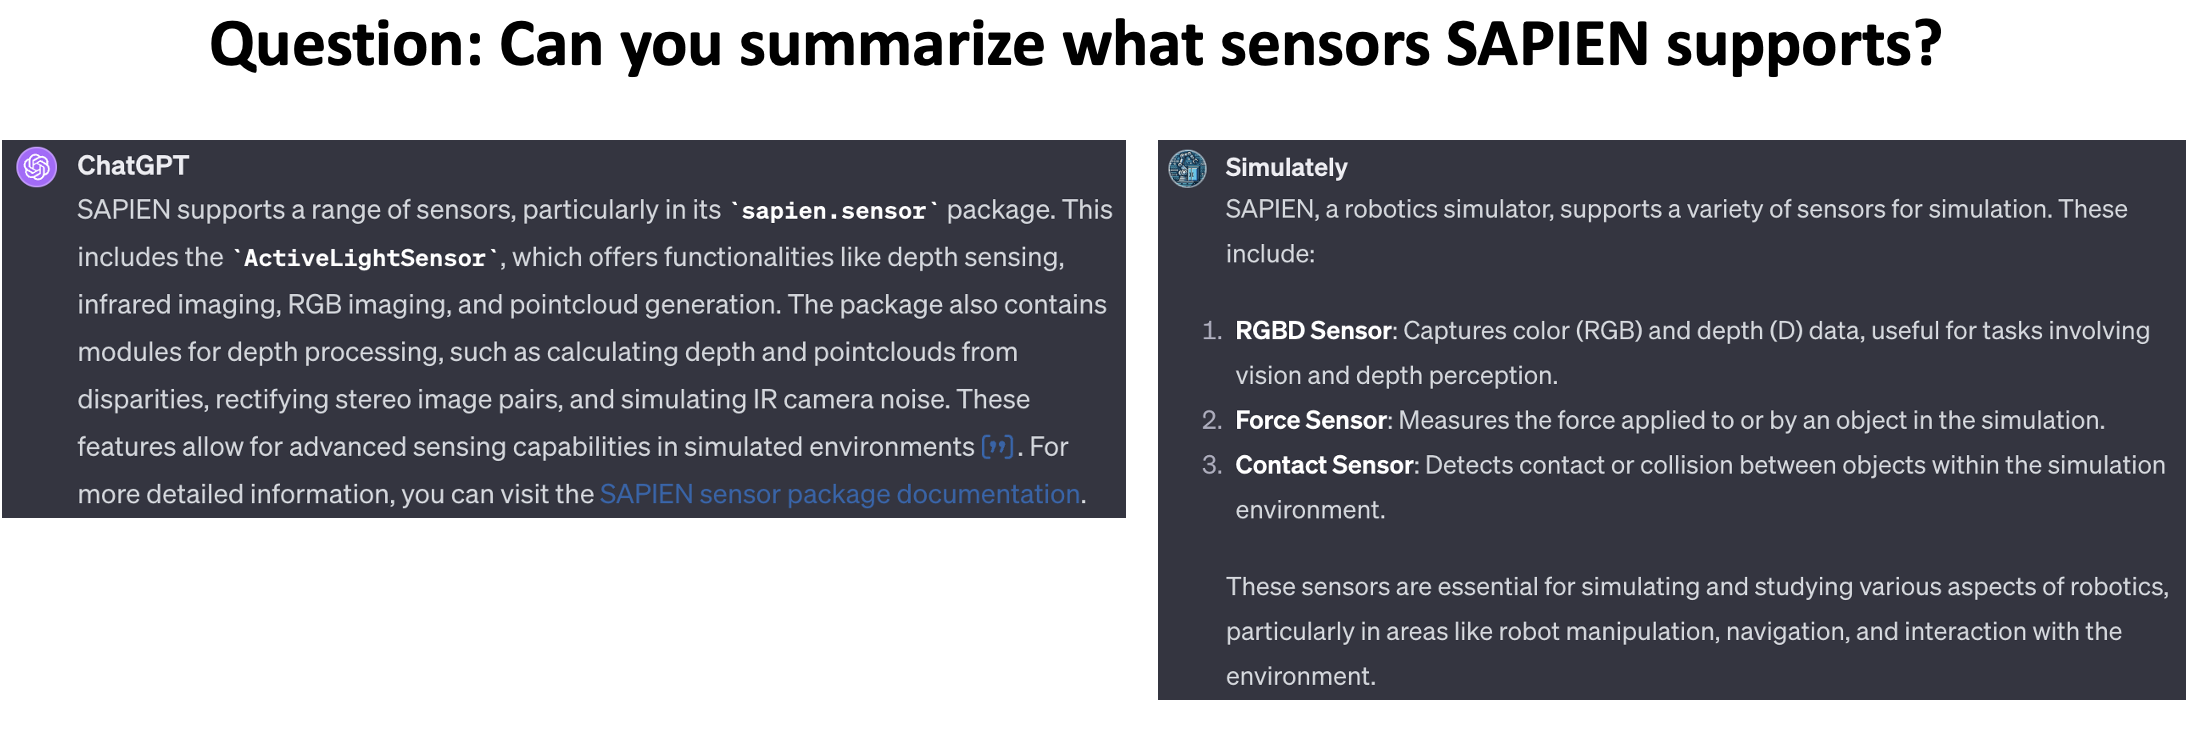 Question: Can you summarize what sensors SAPIEN supports?
ChatGPT
SAPIEN supports a range of sensors, particularly in its `sapien.sensor` package. This
includes the `ActiveLightSensor`, which offers functionalities like depth sensing,
infrared imaging, RGB imaging, and pointcloud generation. The package also contains
modules for depth processing, such as calculating depth and pointclouds from
disparities, rectifying stereo image pairs, and simulating IR camera noise. These
features allow for advanced sensing capabilities in simulated environments ["]. For
more detailed information, you can visit the SAPIEN sensor package documentation.
Simulately
SAPIEN, a robotics simulator, supports a variety of sensors for simulation. These
include:
1. RGBD Sensor: Captures color (RGB) and depth (D) data, useful for tasks involving
vision and depth perception.
2. Force Sensor: Measures the force applied to or by an object in the simulation.
3. Contact Sensor: Detects contact or collision between objects within the simulation
environment.
These sensors are essential for simulating and studying various aspects of robotics,
particularly in areas like robot manipulation, navigation, and interaction with the
environment.